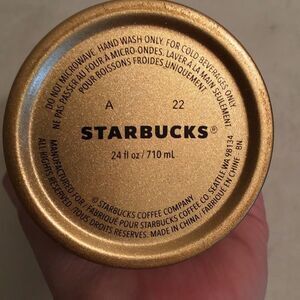 DO NOT MICROWAVE. HAND WASH ONLY. FOR COLD BEVERAGES ONLY.
NE PAS PASSER AU FOUR À MICRO-ONDES. LAVER À LA MAIN SEULEMENT.
POUR BOISSONS FROIDES UNIQUEMENT
A 22
STARBUCKS®
24 fl oz / 710 mL
© STARBUCKS COFFEE COMPANY
MANUFACTURED FOR / FABRIQUÉ POUR STARBUCKS COFFEE CO. SEATTLE WA 98134
ALL RIGHTS RESERVED. TOUS DROITS RESERVÉS. MADE IN CHINA / FABRIQUÉ EN CHINE - BN.